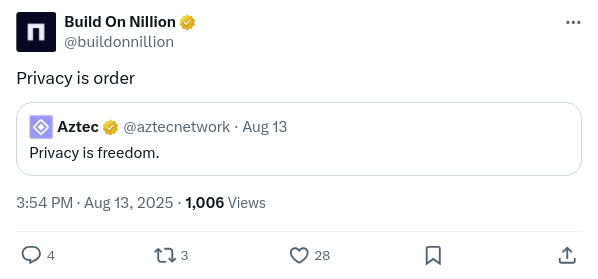 Build On Nillion
@buildonnillion
Privacy is order
Aztec @aztecnetwork · Aug 13
Privacy is freedom.
3:54 PM · Aug 13, 2025 · 1,006 Views
4 3 28